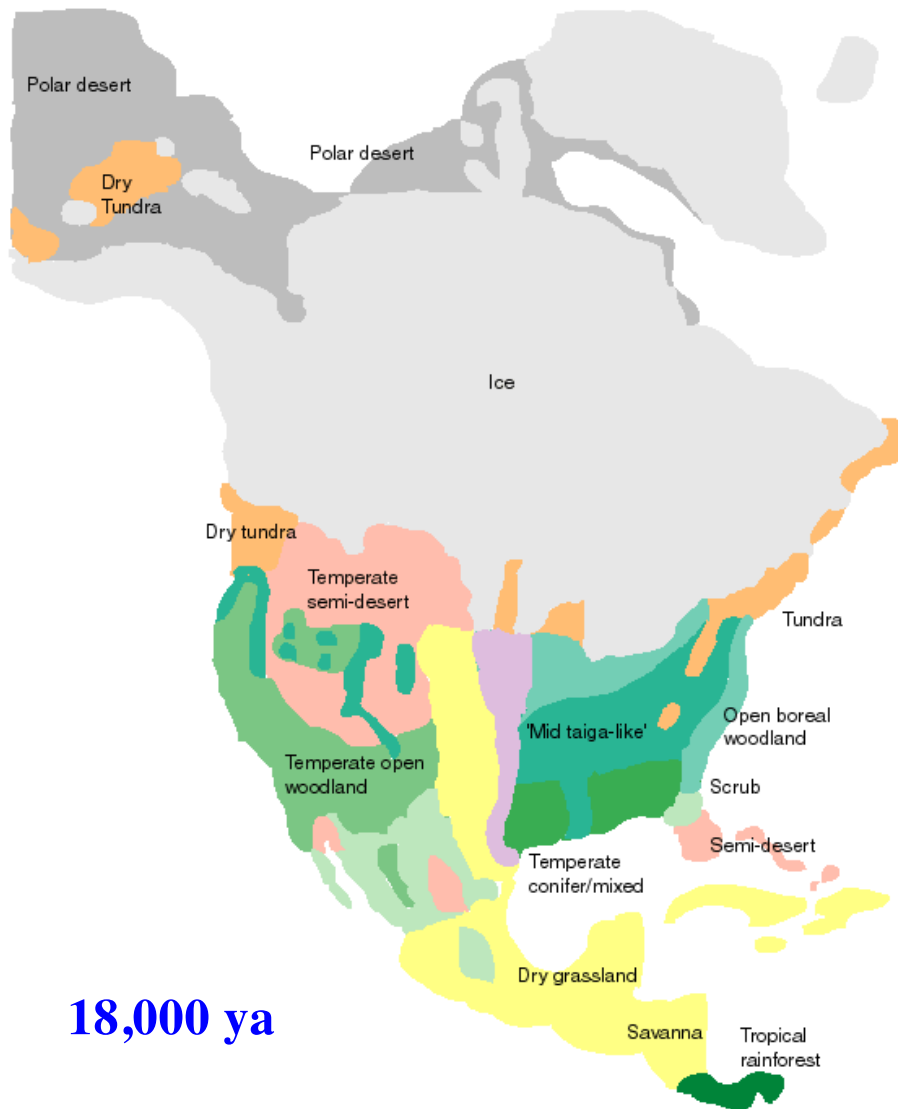 Polar desert
Polar desert
Dry
Tundra
Ice
Dry tundra
Temperate
semi-desert
Tundra
Open boreal
woodland
'Mid taiga-like'
Temperate open
woodland
Scrub
Semi-desert
Temperate
conifer/mixed
Dry grassland
18,000 ya
Savanna
Tropical
rainforest